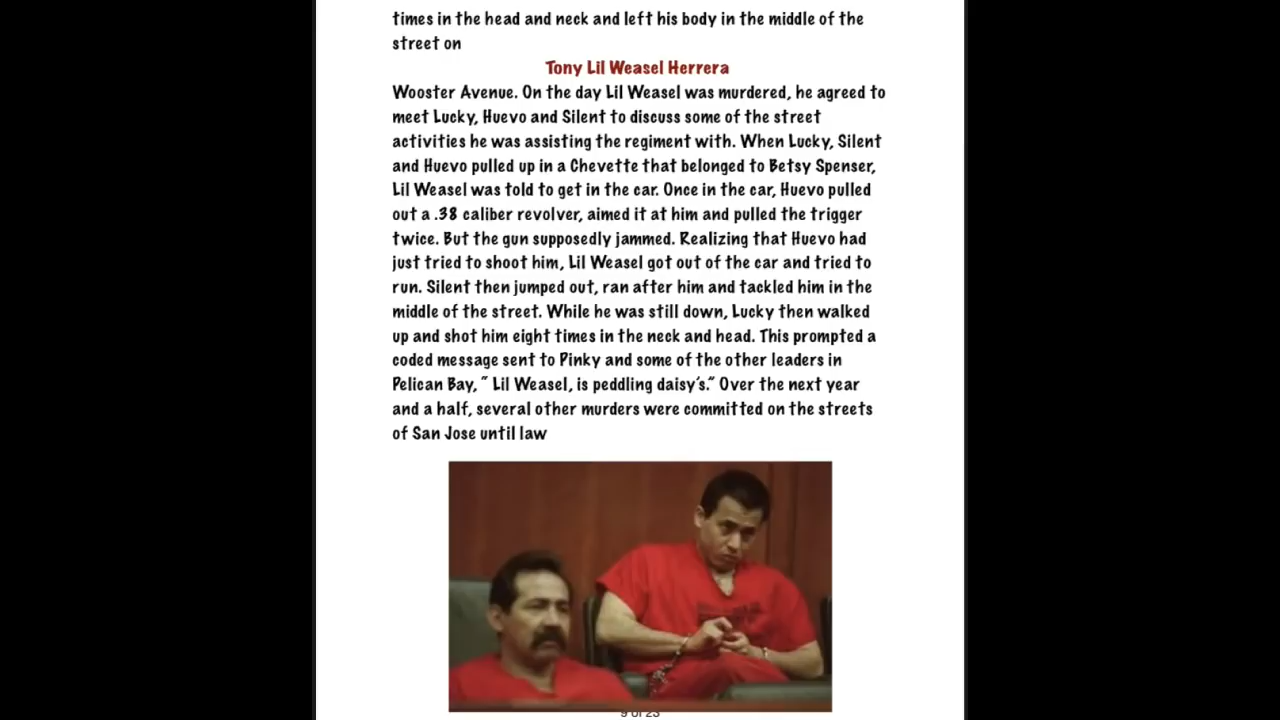 times in the head and neck and left his body in the middle of the
street on
Tony Lil Weasel Herrera
Wooster Avenue. On the day Lil Weasel was murdered, he agreed to
meet Lucky, Huevo and Silent to discuss some of the street
activities he was assisting the regiment with. When Lucky, Silent
and Huevo pulled up in a Chevette that belonged to Betsy Spenser,
Lil Weasel was told to get in the car. Once in the car, Huevo pulled
out a .38 caliber revolver, aimed it at him and pulled the trigger
twice. But the gun supposedly jammed. Realizing that Huevo had
just tried to shoot him, Lil Weasel got out of the car and tried to
run. Silent then jumped out, ran after him and tackled him in the
middle of the street. While he was still down, Lucky then walked
up and shot him eight times in the neck and head. This prompted a
coded message sent to Pinky and some of the other leaders in
Pelican Bay, " Lil Weasel, is peddling daisy's." Over the next year
and a half, several other murders were committed on the streets
of San Jose until law
9 of 23